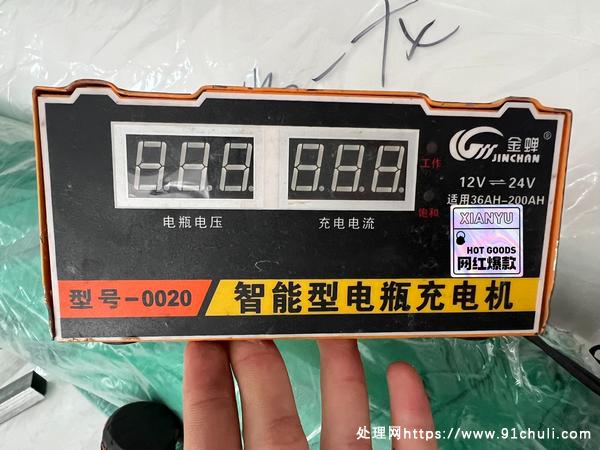 金蝉®
JINCHAN
工作
12V⇌24V
适用36AH-200AH
电瓶电压
充电电流
饱和
XIANYU
HOT GOODS
网红爆款
型号-0020
智能型电瓶充电机
处理网https://www.91chuli.com/